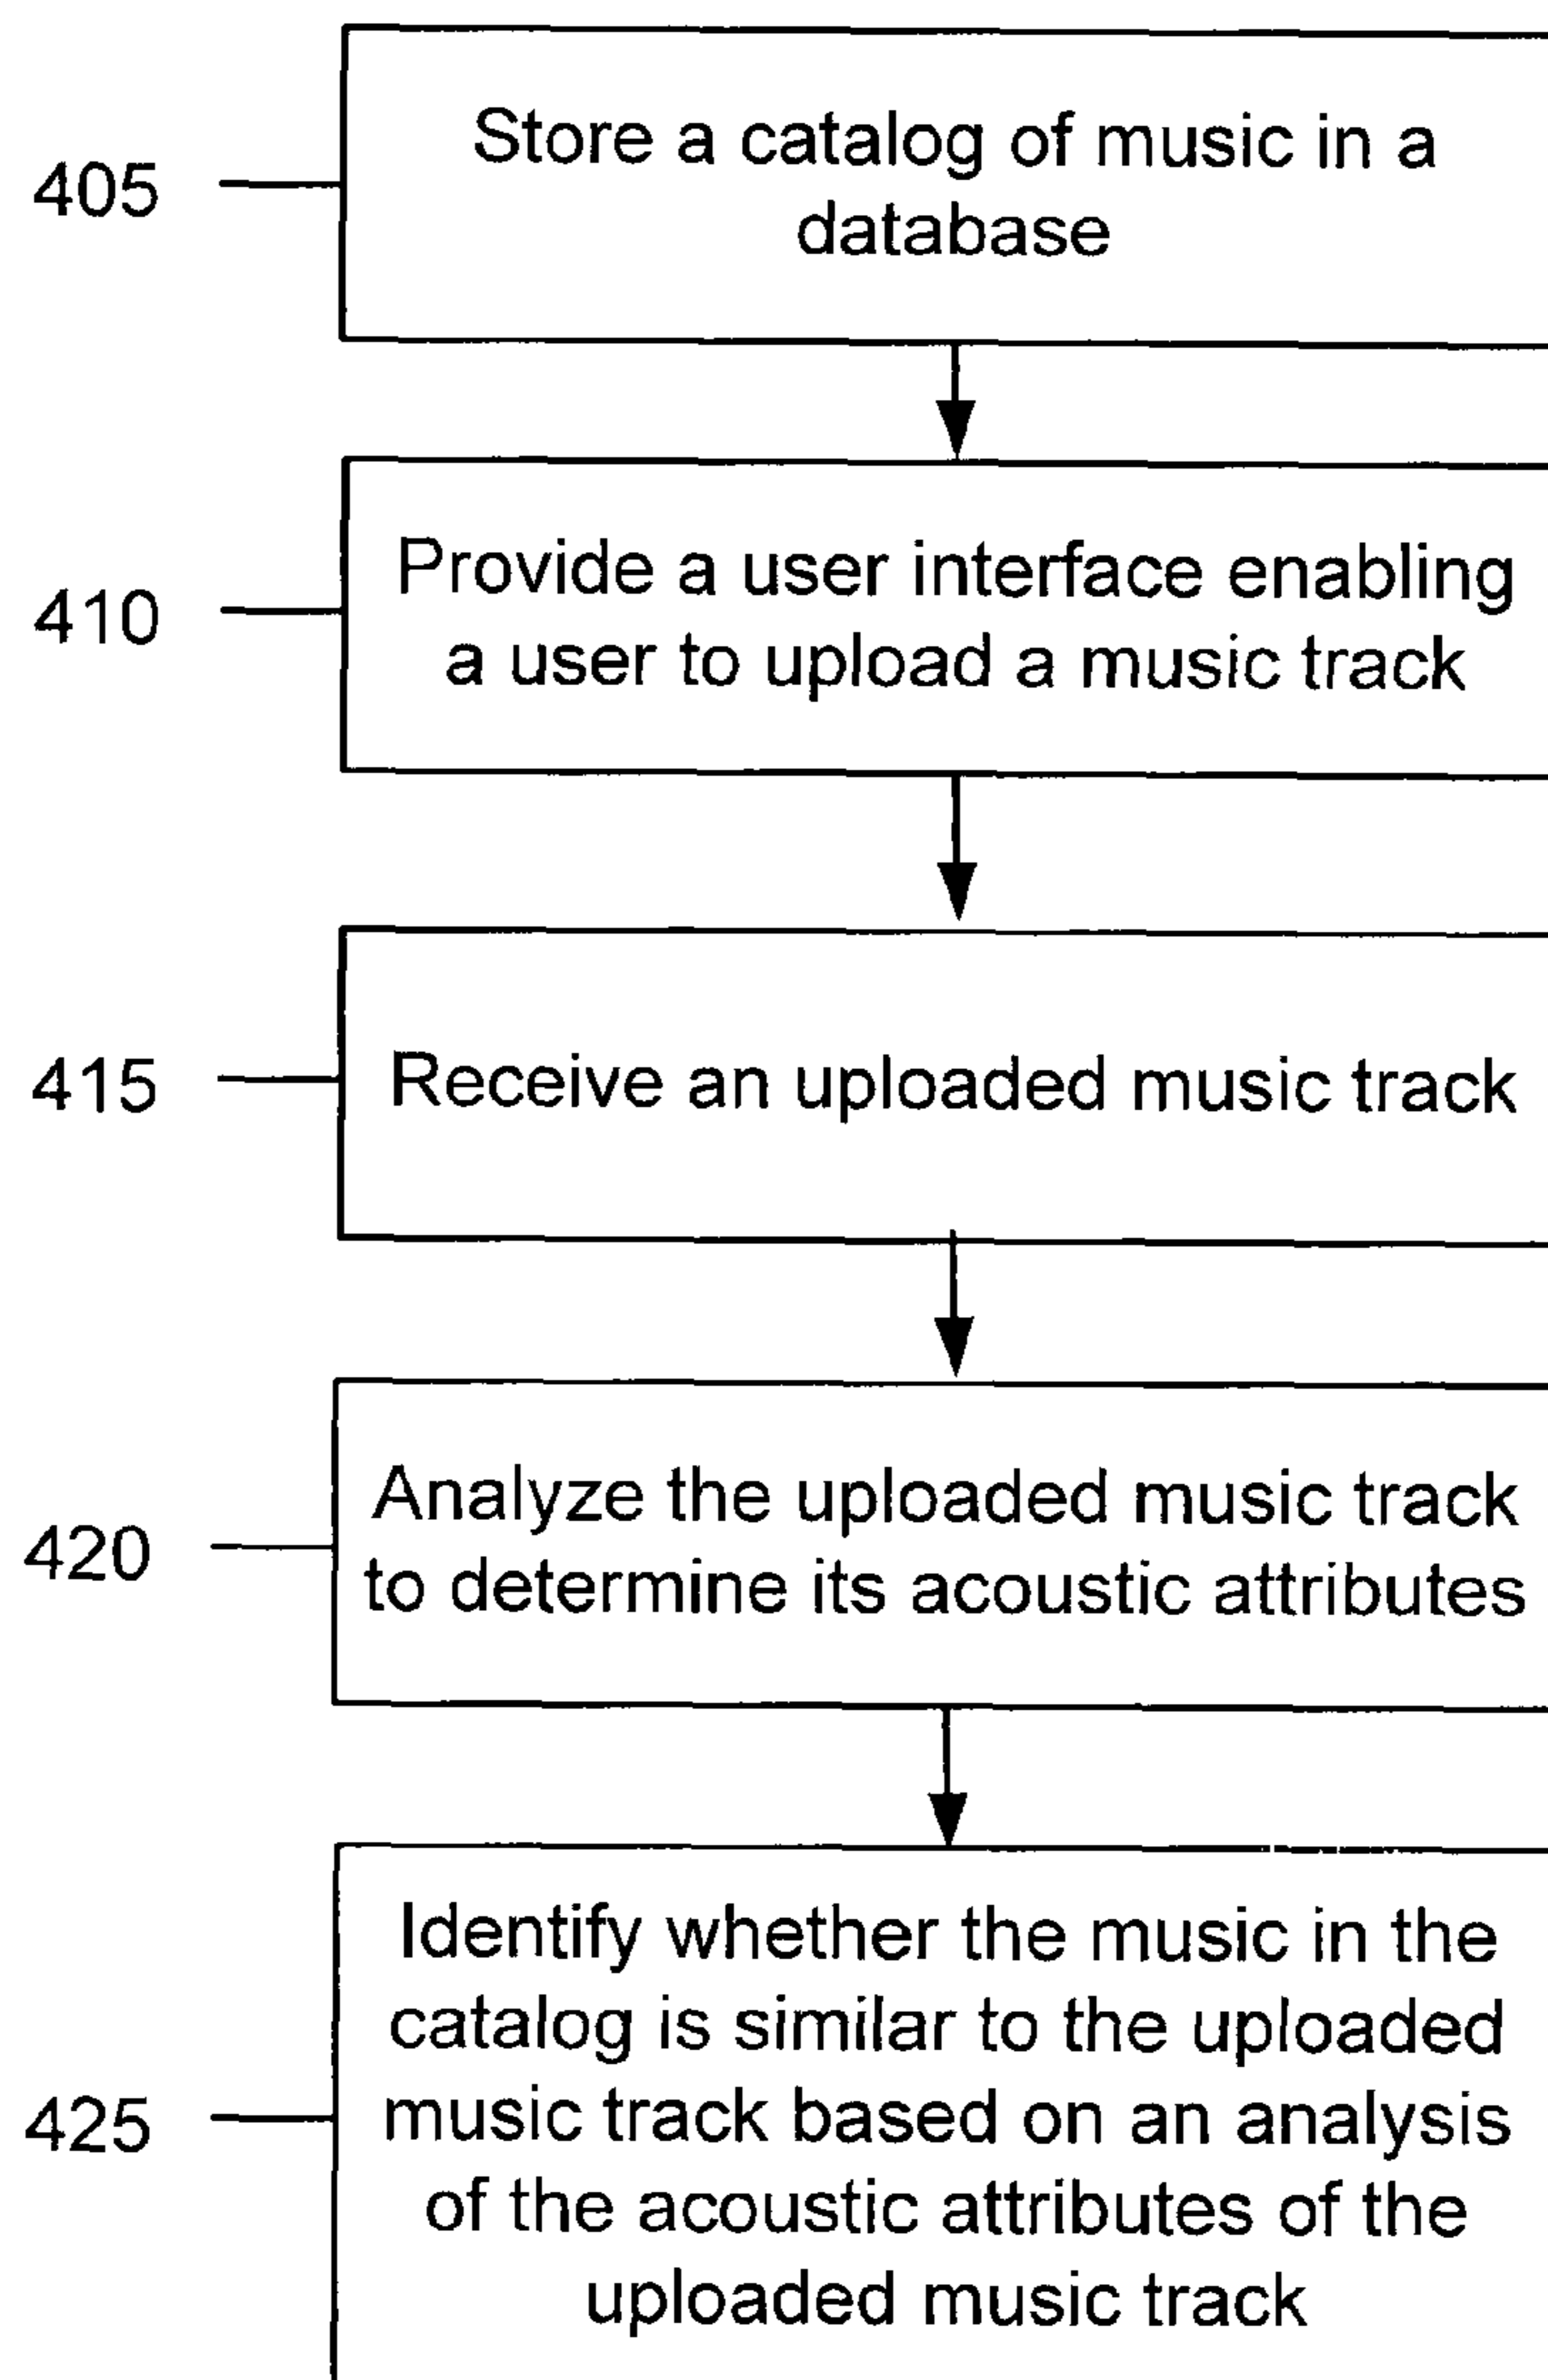 405
Store a catalog of music in a
database
410
Provide a user interface enabling
a user to upload a music track
415
Receive an uploaded music track
420
Analyze the uploaded music track
to determine its acoustic attributes
425
Identify whether the music in the
catalog is similar to the uploaded
music track based on an analysis
of the acoustic attributes of the
uploaded music track